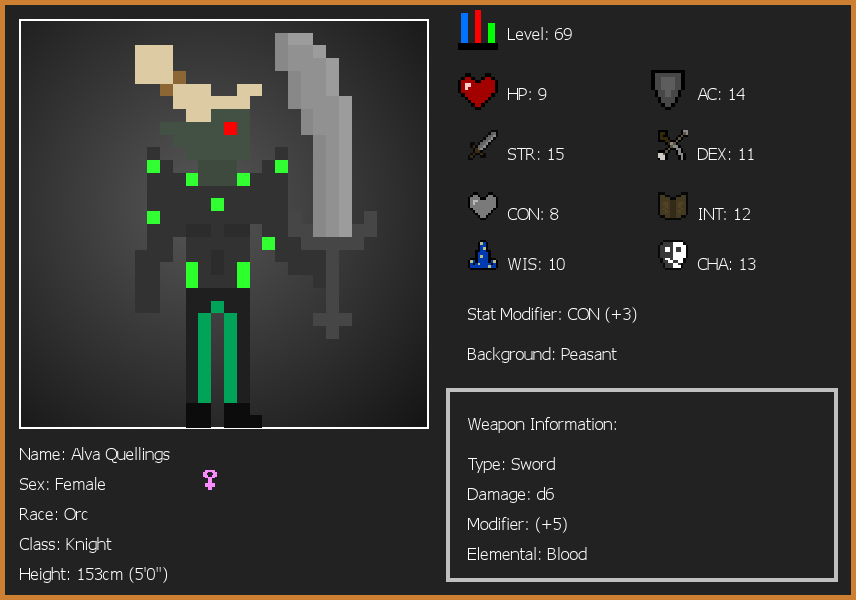 Level: 69
HP: 9
AC: 14
STR: 15
DEX: 11
CON: 8
INT: 12
WIS: 10
CHA: 13
Stat Modifier: CON (+3)
Background: Peasant
Weapon Information:
Type: Sword
Damage: d6
Modifier: (+5)
Elemental: Blood
Name: Alva Quellings
Sex: Female
Race: Orc
Class: Knight
Height: 153cm (5'0")